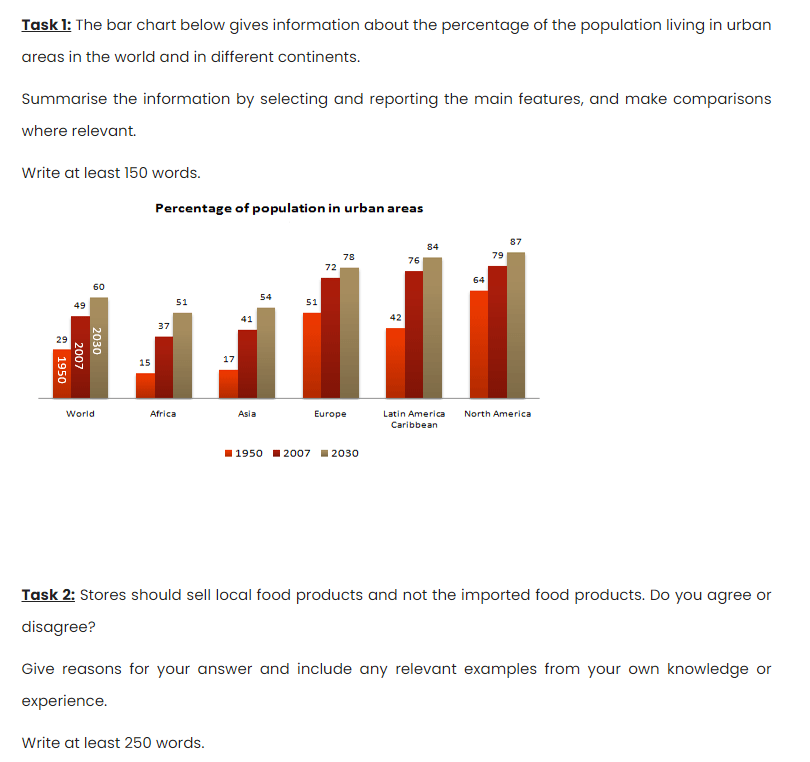 Task 1: The bar chart below gives information about the percentage of the population living in urban
areas in the world and in different continents.
Summarise the information by selecting and reporting the main features, and make comparisons
where relevant.
Write at least 150 words.
Percentage of population in urban areas
29 49 60
15 37 51
17 41 54
51 72 78
42 76 84
64 79 87
1950 2007 2030
World Africa Asia Europe Latin America North America
Caribbean
1950 2007 2030
Task 2: Stores should sell local food products and not the imported food products. Do you agree or
disagree?
Give reasons for your answer and include any relevant examples from your own knowledge or
experience.
Write at least 250 words.